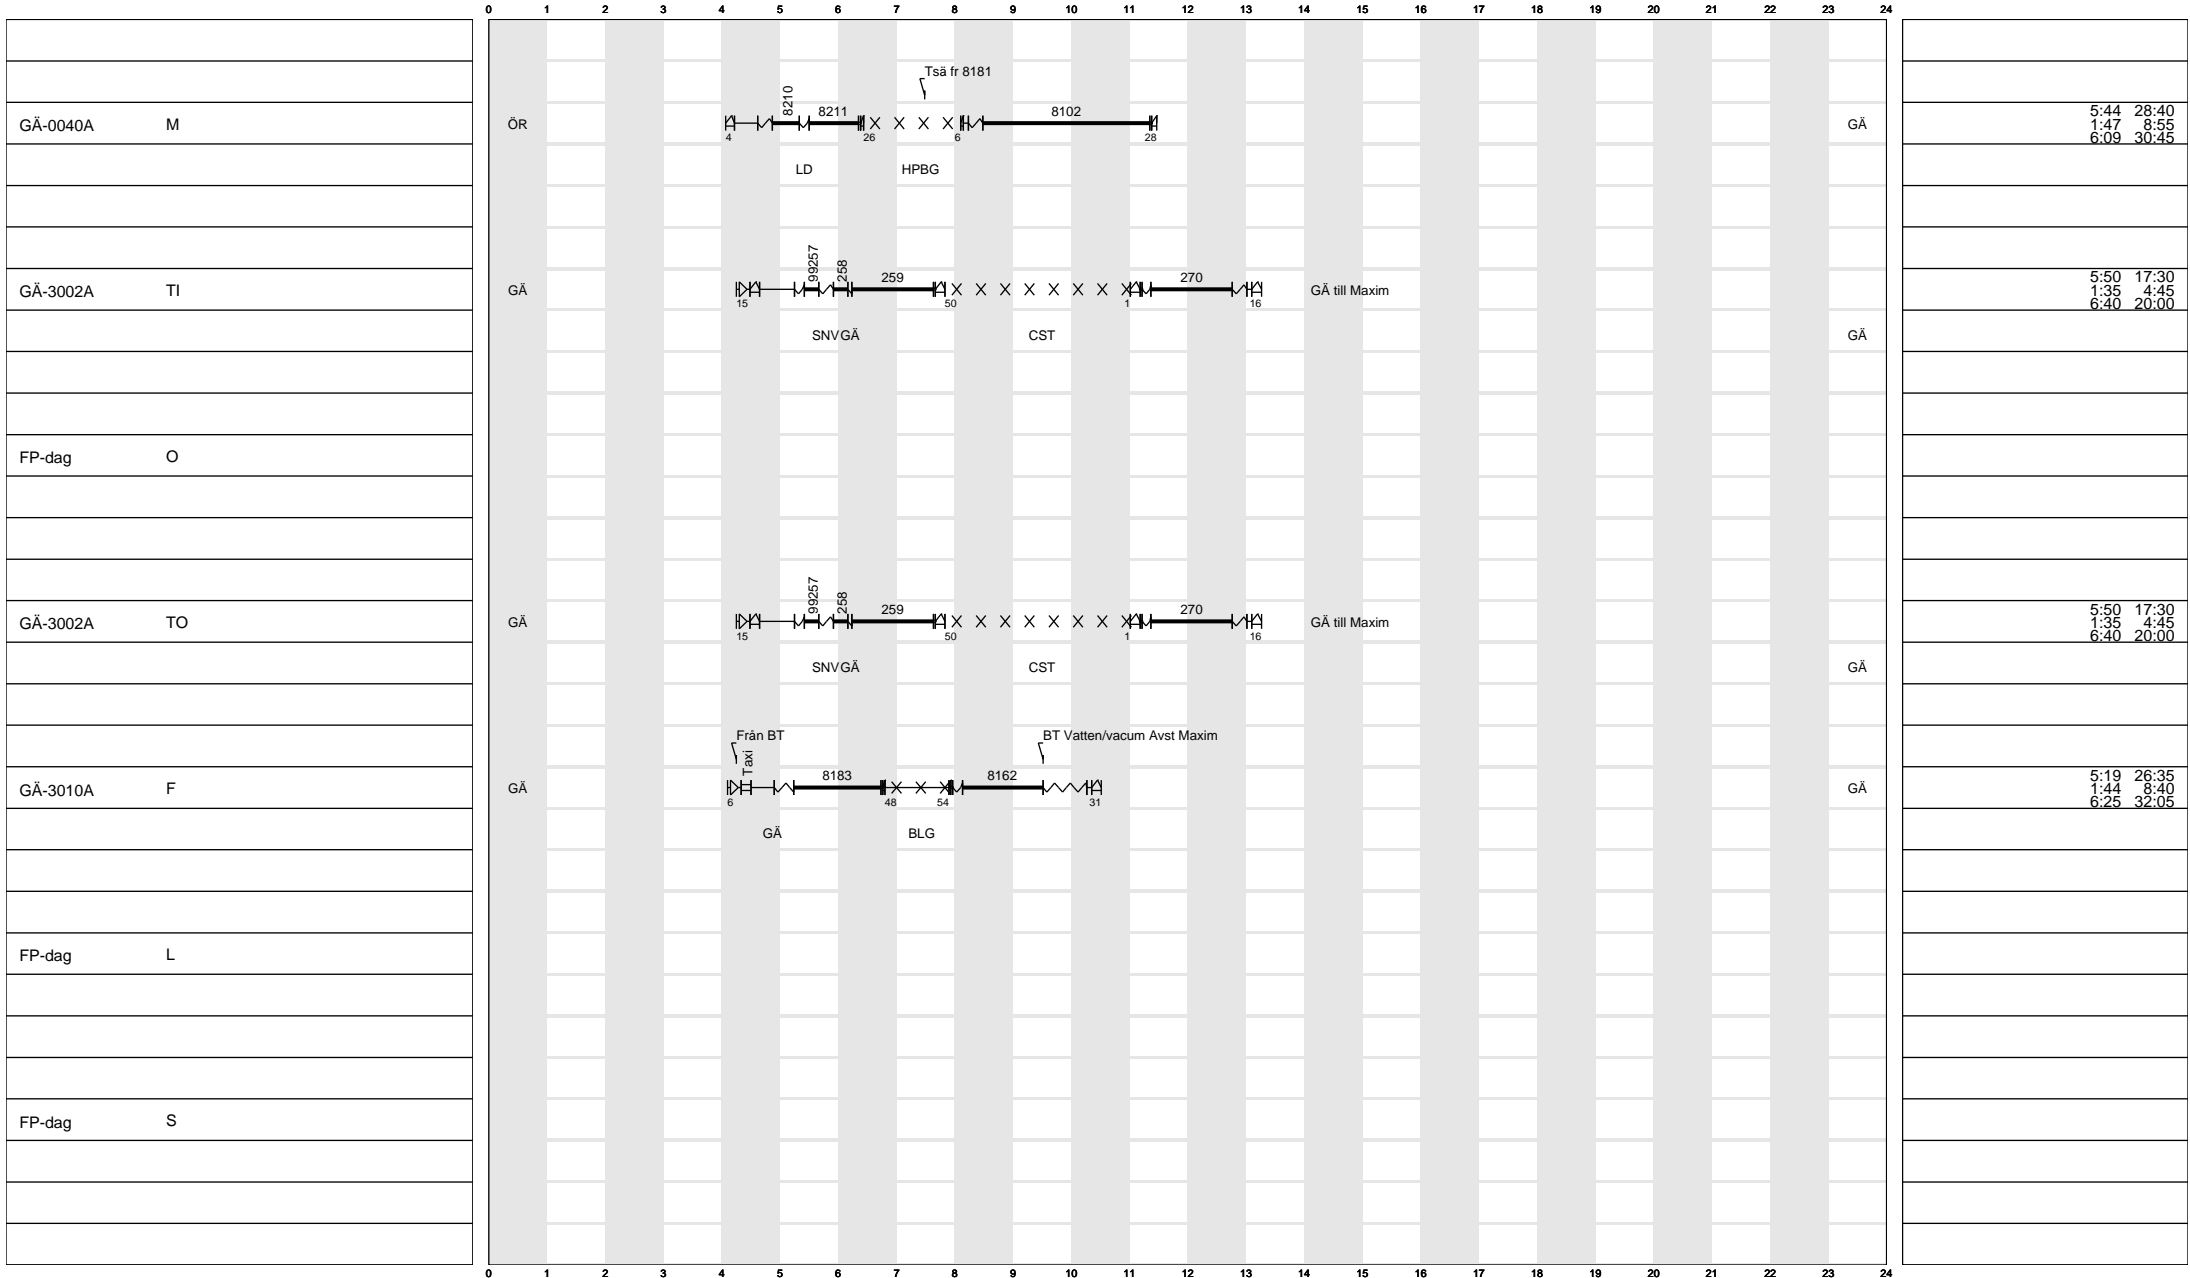 0 1 2 3 4 5 6 7 8 9 10 11 12 13 14 15 16 17 18 19 20 21 22 23 24
Tsä fr 8181
GÄ-0040A M ÖR 8210 8211 8102 GÄ 5:44 28:40
1:47 8:55
4 26 6 28 6:09 30:45
LD HPBG
GÄ-3002A TI GÄ 99257 258 259 270 GÄ till Maxim 5:50 17:30
1:35 4:45
15 50 1 16 6:40 20:00
SNV GÄ CST GÄ
FP-dag O
GÄ-3002A TO GÄ 99257 258 259 270 GÄ till Maxim 5:50 17:30
1:35 4:45
15 50 1 16 6:40 20:00
SNV GÄ CST GÄ
Från BT BT Vatten/vacum Avst Maxim
GÄ-3010A F GÄ Taxi 8183 8162 GÄ 5:19 26:35
1:44 8:40
6 48 54 31 6:25 32:05
GÄ BLG
FP-dag L
FP-dag S
0 1 2 3 4 5 6 7 8 9 10 11 12 13 14 15 16 17 18 19 20 21 22 23 24